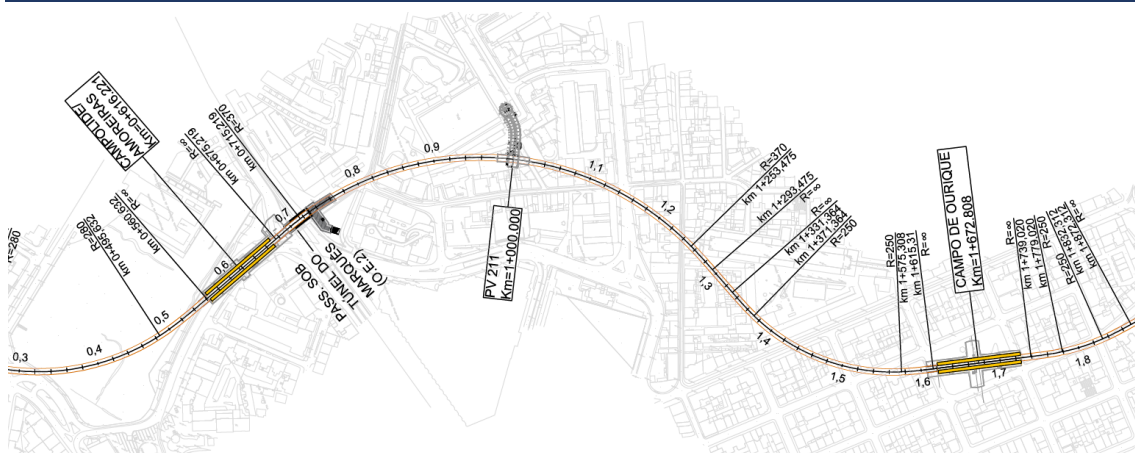 R=280
0,3
0,4
0,5
R=280
km 0+495.632
km 0+560.632
R=∞
CAMPOLIDE/
AMOREIRAS
Km=0+616.221
0,6
R=∞
km 0+675.219
km 0+715.219
R=370
0,7
PASS. SOB
TUNEL DO
MARQUÊS
(O.E.2)
0,8
0,9
PV 211
Km=1+000.000
1,1
1,2
R=370
km 1+253.475
km 1+293.475
R=∞
1,3
R=∞
km 1+331.364
km 1+371.364
R=250
1,4
1,5
R=250
km 1+575.308
km 1+615.31
R=∞
1,6
CAMPO DE OURIQUE
Km=1+672.808
1,7
R=∞
km 1+739.020
km 1+779.020
R=250
1,8
R=250
km 1+832.312
R=∞